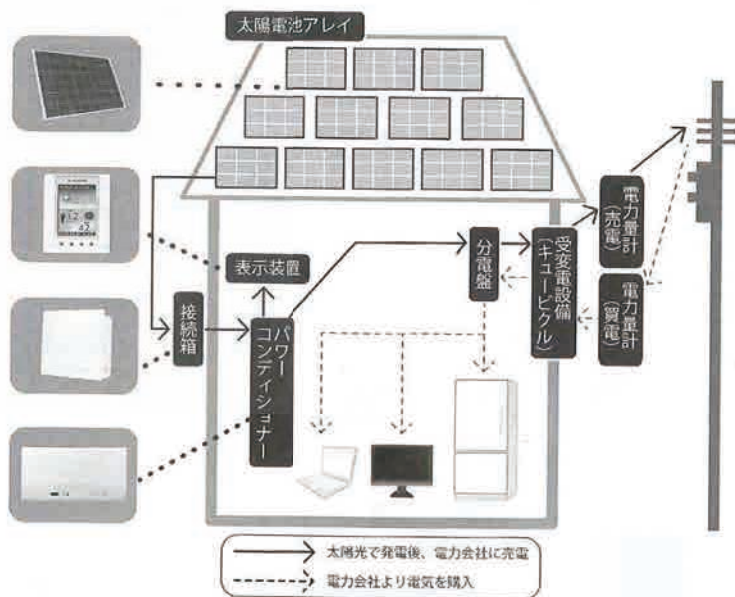 太陽電池アレイ
表示装置
接続箱
パワー
コンディショナー
分電盤
受変電設備
(キュービクル)
電力量計
(売電)
電力量計
(買電)
太陽光で発電後、電力会社に売電
電力会社より電気を購入